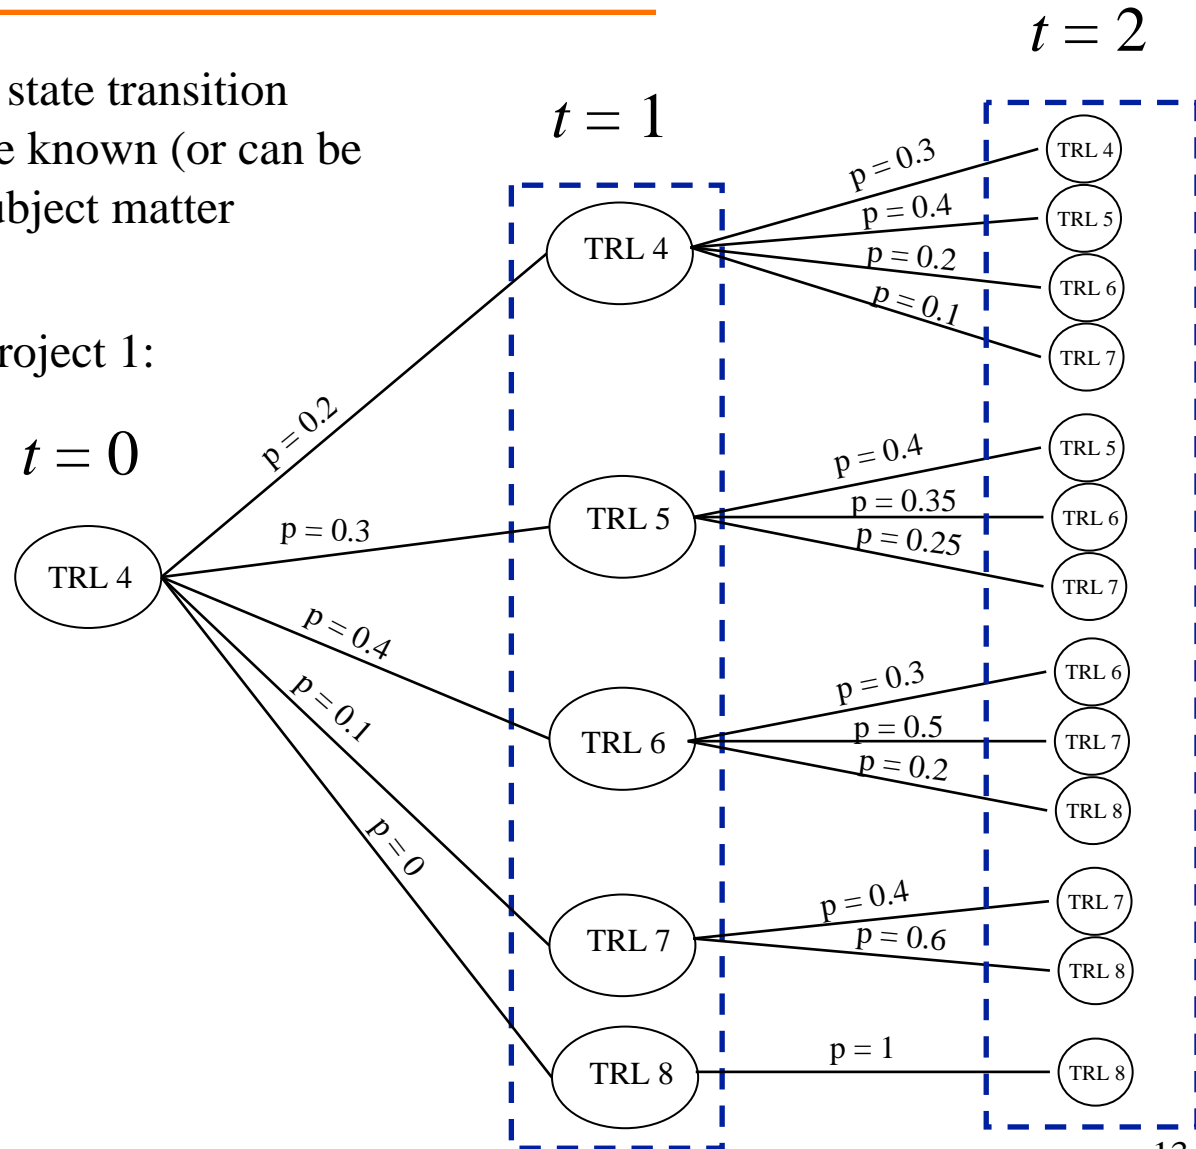 state transition
e known (or can be
ubject matter
roject 1:
t = 0
TRL 4
p = 0.2
p = 0.3
p = 0.4
p = 0.1
p = 0
t = 1
TRL 4
TRL 5
TRL 6
TRL 7
TRL 8
p = 0.3
p = 0.4
p = 0.2
p = 0.1
p = 0.4
p = 0.35
p = 0.25
p = 0.3
p = 0.5
p = 0.2
p = 0.4
p = 0.6
p = 1
t = 2
TRL 4
TRL 5
TRL 6
TRL 7
TRL 5
TRL 6
TRL 7
TRL 6
TRL 7
TRL 8
TRL 7
TRL 8
TRL 8